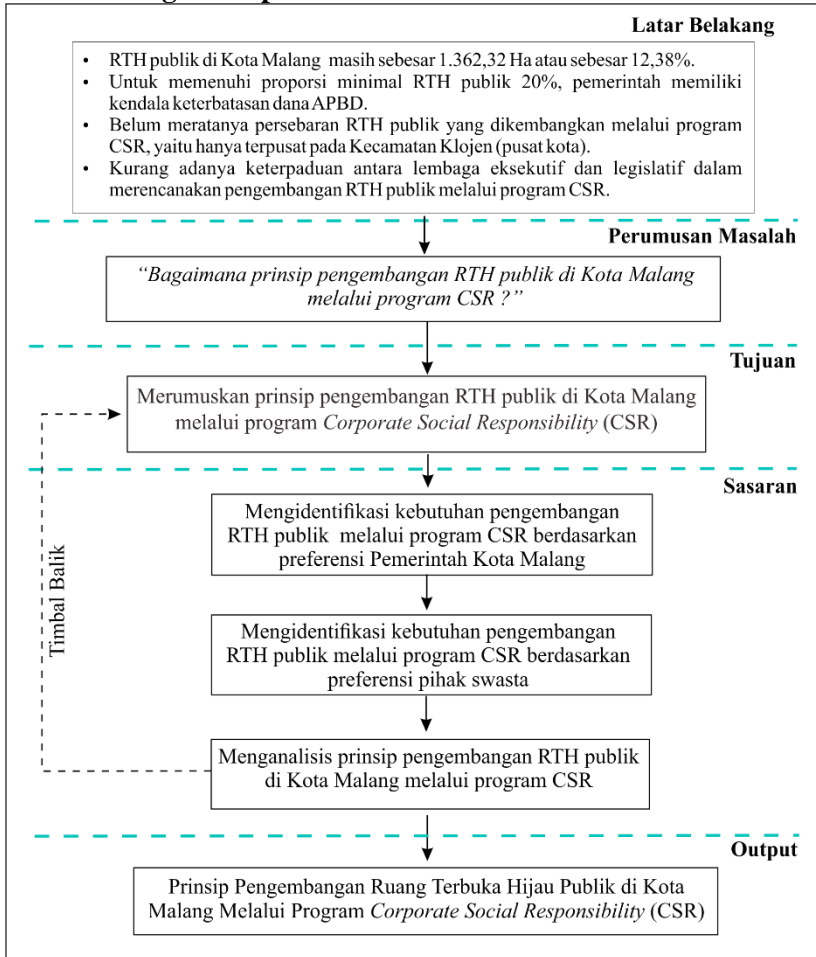 Latar Belakang
• RTH publik di Kota Malang masih sebesar 1.362,32 Ha atau sebesar 12,38%.
• Untuk memenuhi proporsi minimal RTH publik 20%, pemerintah memiliki
kendala keterbatasan dana APBD.
• Belum meratanya persebaran RTH publik yang dikembangkan melalui program
CSR, yaitu hanya terpusat pada Kecamatan Klojen (pusat kota).
• Kurang adanya keterpaduan antara lembaga eksekutif dan legislatif dalam
merencanakan pengembangan RTH publik melalui program CSR.
Perumusan Masalah
“Bagaimana prinsip pengembangan RTH publik di Kota Malang
melalui program CSR ?”
Tujuan
Merumuskan prinsip pengembangan RTH publik di Kota Malang
melalui program Corporate Social Responsibility (CSR)
Sasaran
Mengidentifikasi kebutuhan pengembangan
RTH publik melalui program CSR berdasarkan
preferensi Pemerintah Kota Malang
Timbal Balik
Mengidentifikasi kebutuhan pengembangan
RTH publik melalui program CSR berdasarkan
preferensi pihak swasta
Menganalisis prinsip pengembangan RTH publik
di Kota Malang melalui program CSR
Output
Prinsip Pengembangan Ruang Terbuka Hijau Publik di Kota
Malang Melalui Program Corporate Social Responsibility (CSR)